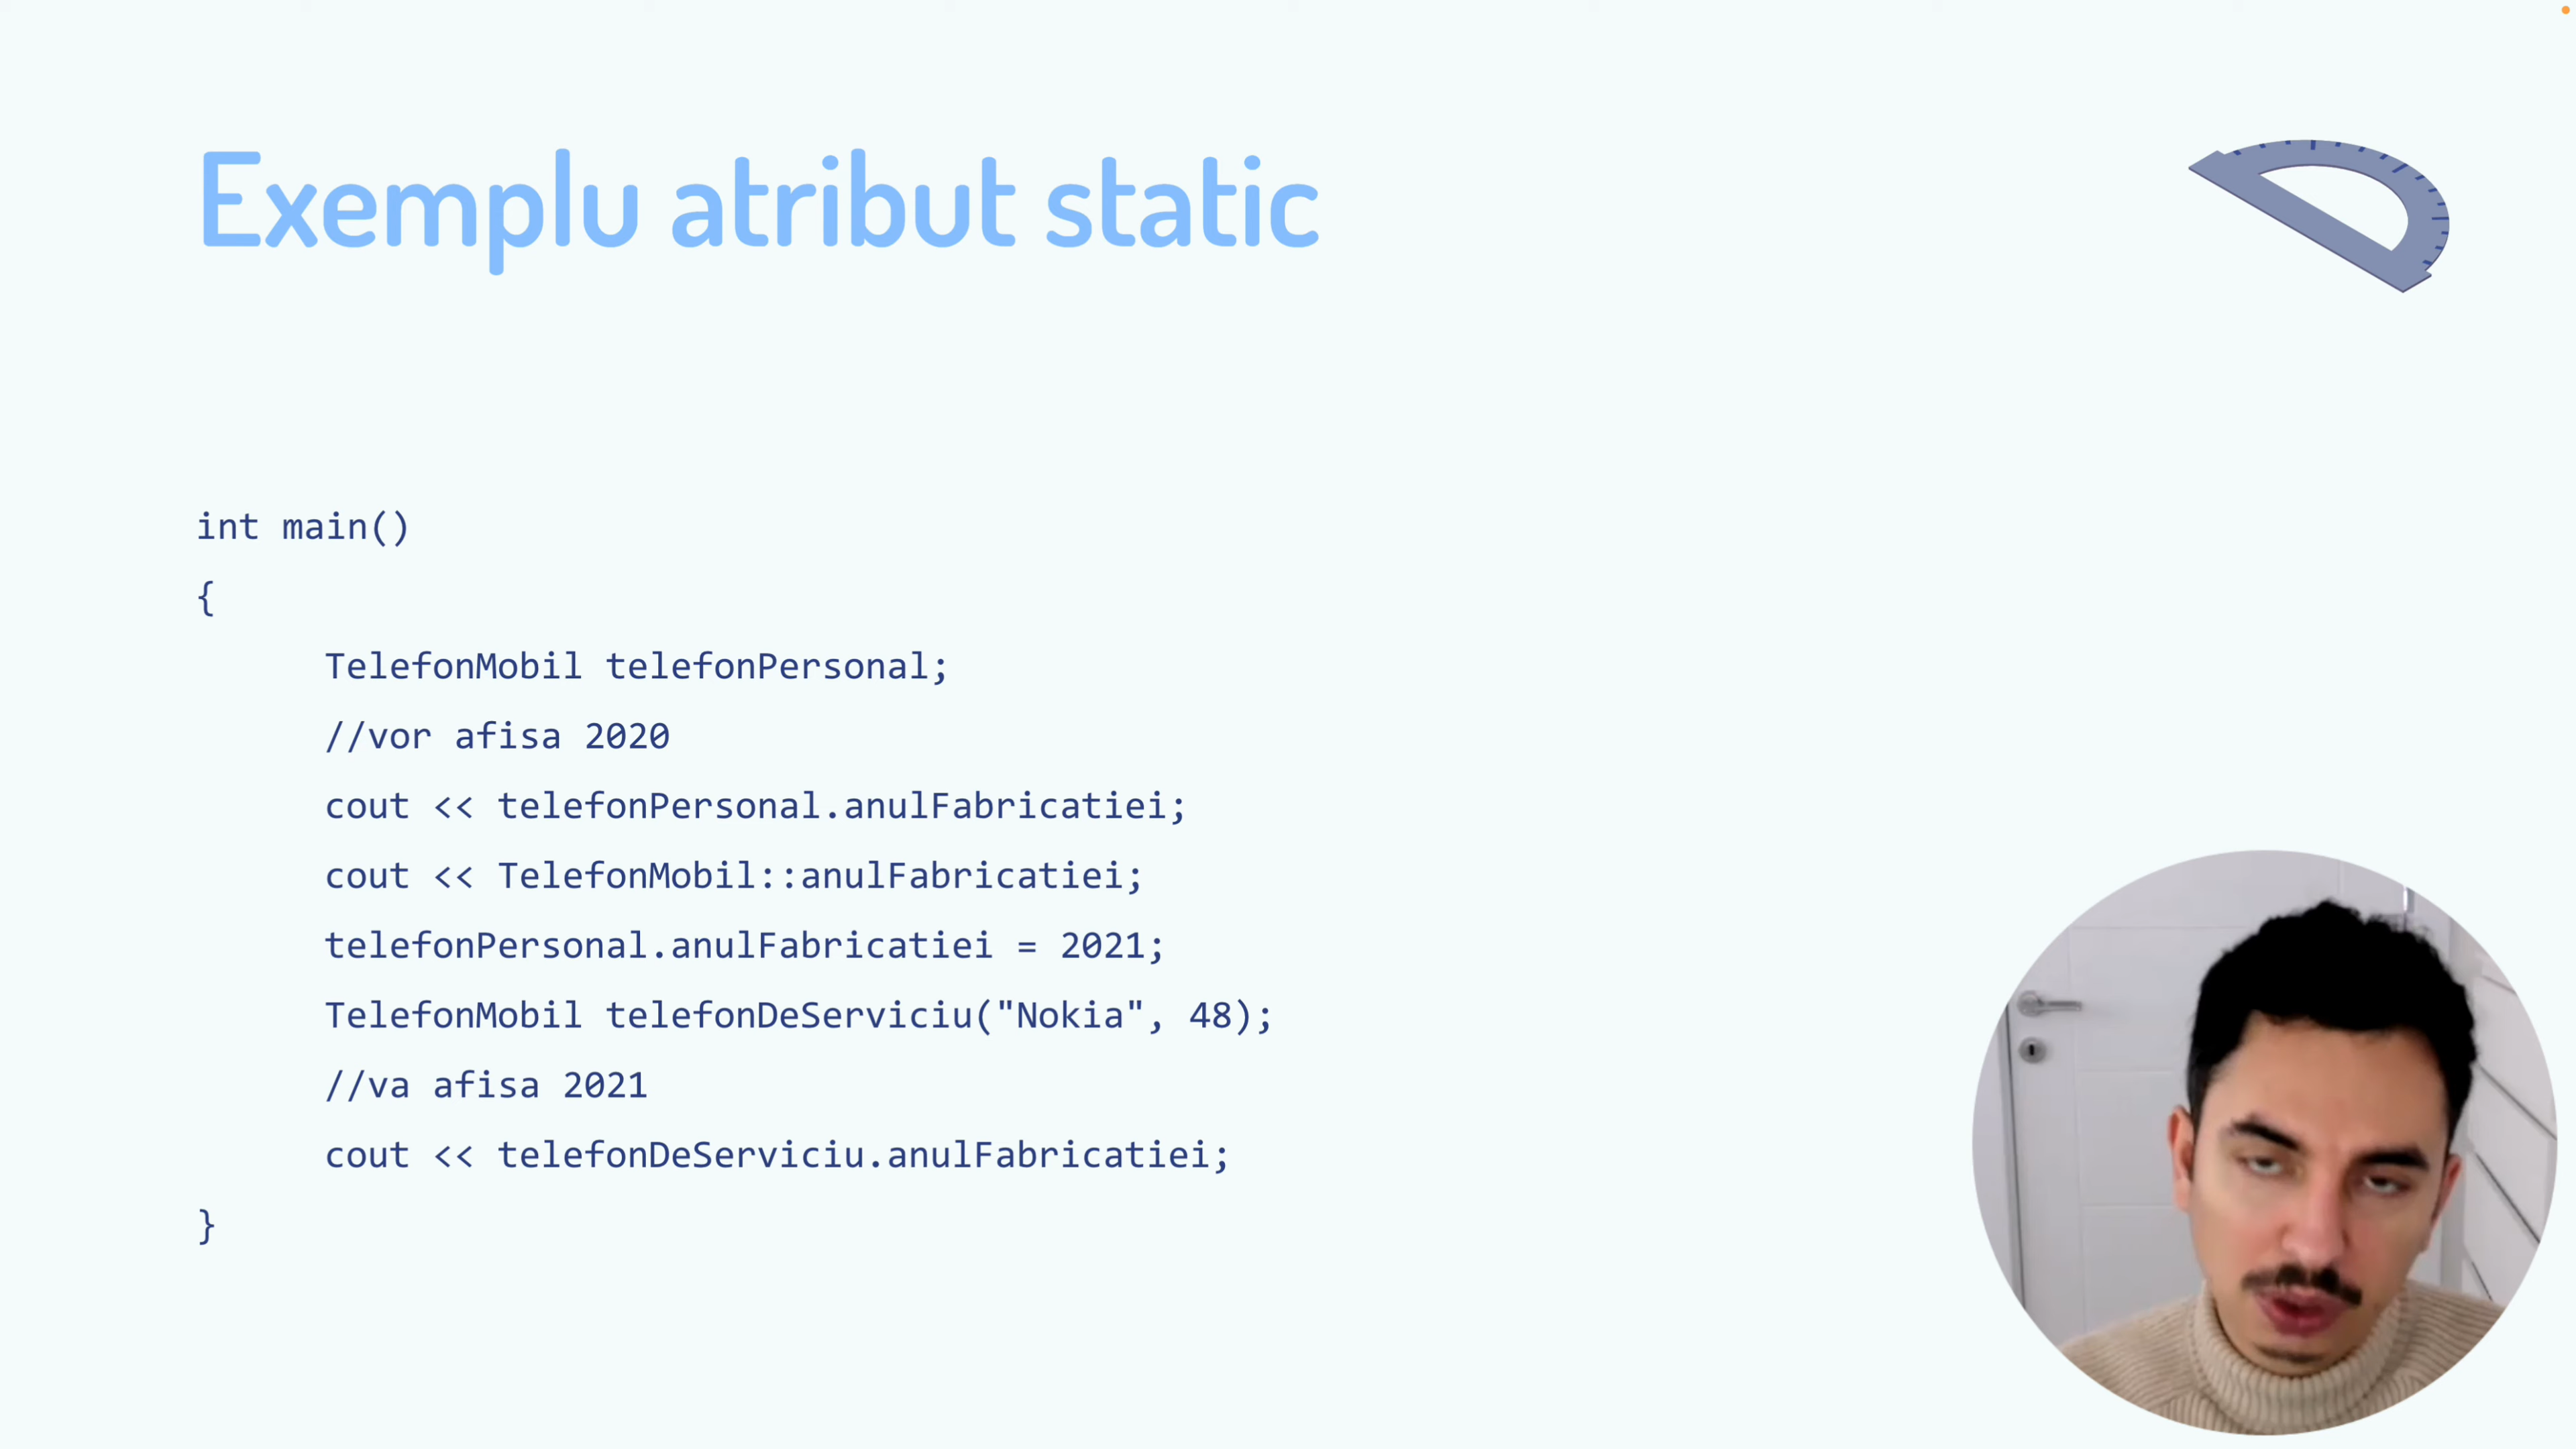 Exemplu atribut static
int main()
{
TelefonMobil telefonPersonal;
//vor afisa 2020
cout << telefonPersonal.anulFabricatiei;
cout << TelefonMobil::anulFabricatiei;
telefonPersonal.anulFabricatiei = 2021;
TelefonMobil telefonDeServiciu("Nokia", 48);
//va afisa 2021
cout << telefonDeServiciu.anulFabricatiei;
}